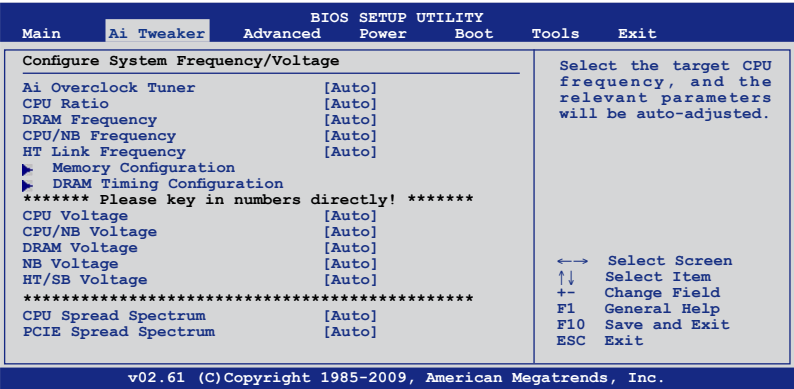 BIOS SETUP UTILITY
Main Ai Tweaker Advanced Power Boot Tools Exit
Configure System Frequency/Voltage
Ai Overclock Tuner [Auto]
CPU Ratio [Auto]
DRAM Frequency [Auto]
CPU/NB Frequency [Auto]
HT Link Frequency [Auto]
Memory Configuration
DRAM Timing Configuration
******* Please key in numbers directly! *******
CPU Voltage [Auto]
CPU/NB Voltage [Auto]
DRAM Voltage [Auto]
NB Voltage [Auto]
HT/SB Voltage [Auto]
***********************************************
CPU Spread Spectrum [Auto]
PCIE Spread Spectrum [Auto]
Select the target CPU
frequency, and the
relevant parameters
will be auto-adjusted.
←→ Select Screen
↑↓ Select Item
+- Change Field
F1 General Help
F10 Save and Exit
ESC Exit
v02.61 (C)Copyright 1985-2009, American Megatrends, Inc.